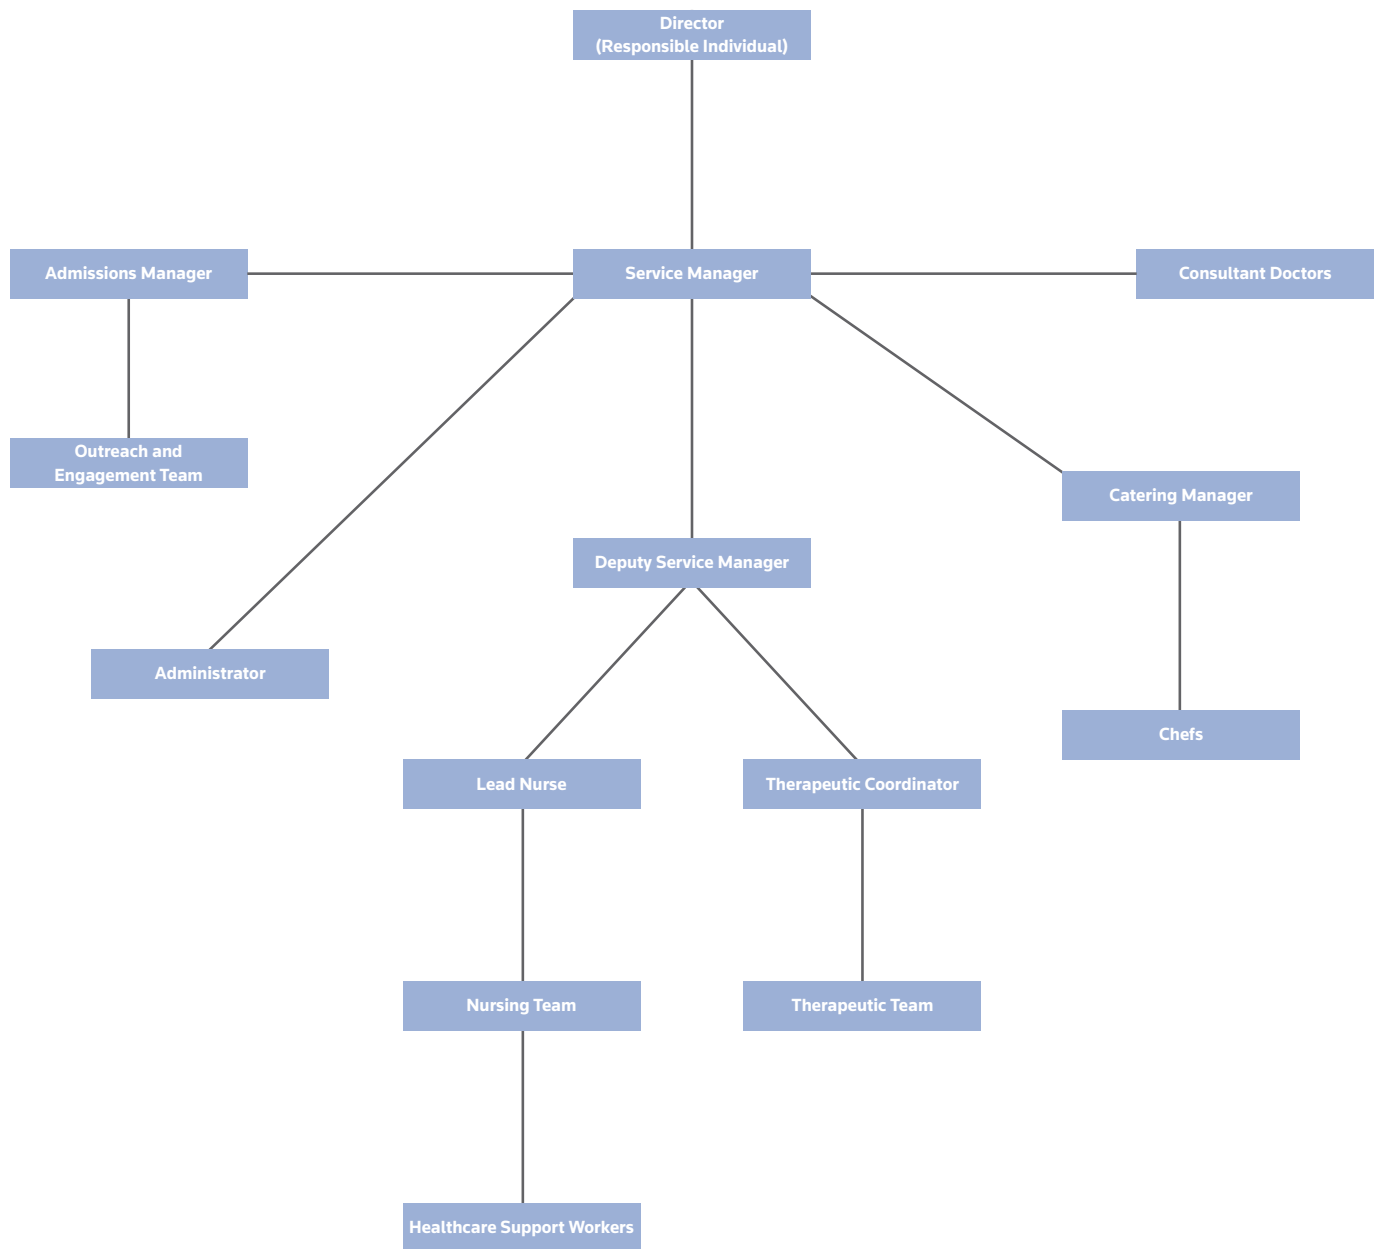 Director
(Responsible Individual)
Admissions Manager
Service Manager
Consultant Doctors
Outreach and
Engagement Team
Catering Manager
Deputy Service Manager
Administrator
Chefs
Lead Nurse
Therapeutic Coordinator
Nursing Team
Therapeutic Team
Healthcare Support Workers